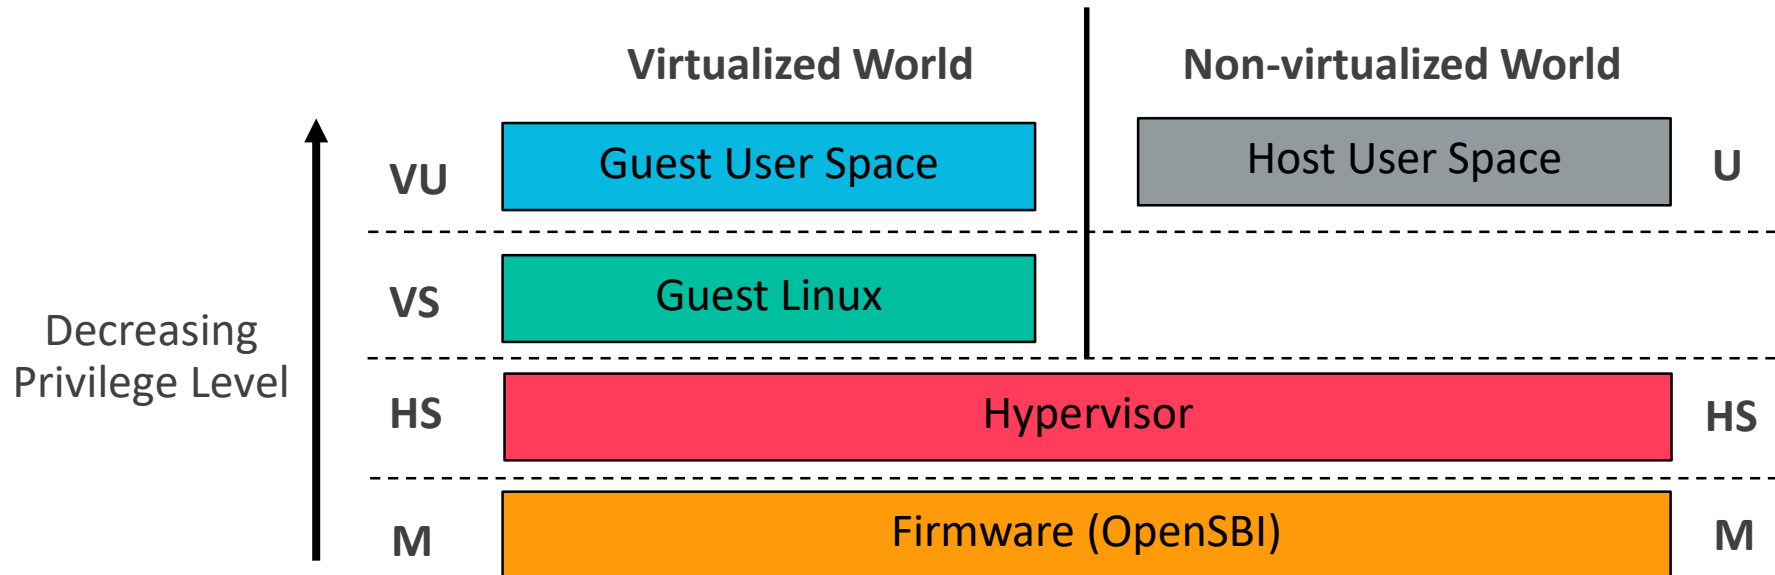 Virtualized World
Non-virtualized World
VU
Guest User Space
Host User Space
U
VS
Guest Linux
Decreasing
Privilege Level
HS
Hypervisor
HS
M
Firmware (OpenSBI)
M